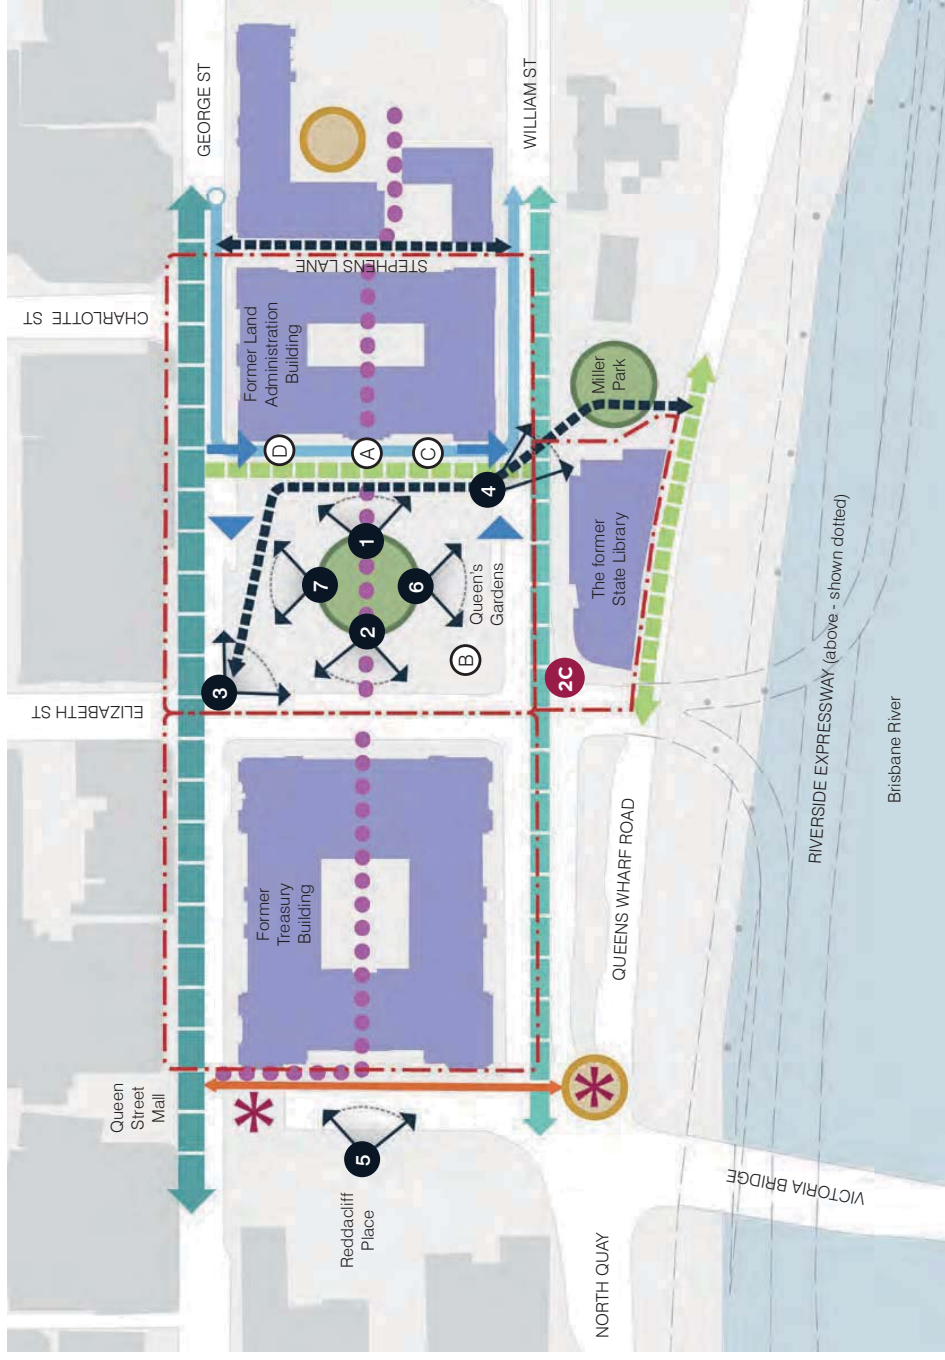 GEORGE ST
WILLIAM ST
CHARLOTTE ST
STEPHENS LANE
Former Land
Administration
Building
Miller
Park
D
A
C
4
1
7
6
2
3
B
Queen's
Gardens
The former
State Library
2C
ELIZABETH ST
RIVERSIDE EXPRESSWAY (above - shown dotted)
Brisbane River
QUEENS WHARF ROAD
Former
Treasury
Building
Queen
Street
Mall
5
Reddacliff
Place
VICTORIA BRIDGE
NORTH QUAY